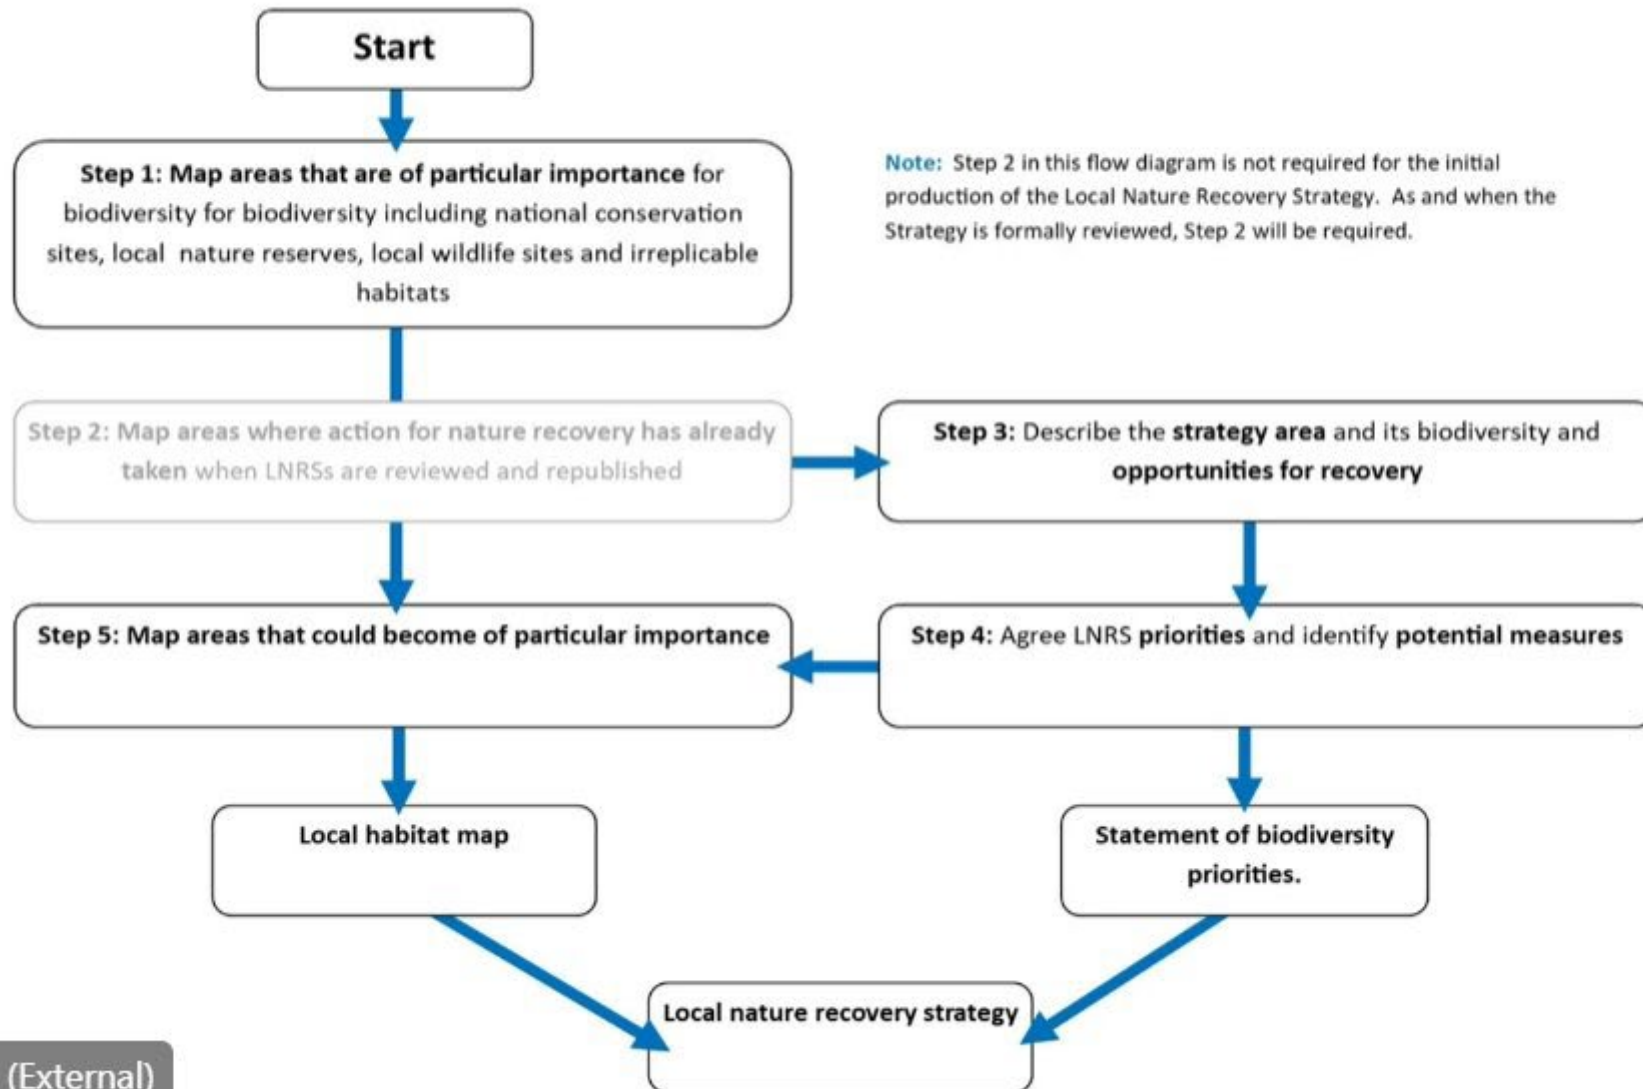 Start
Step 1: Map areas that are of particular importance for
biodiversity for biodiversity including national conservation
sites, local nature reserves, local wildlife sites and irreplicable
habitats
Note: Step 2 in this flow diagram is not required for the initial
production of the Local Nature Recovery Strategy. As and when the
Strategy is formally reviewed, Step 2 will be required.
Step 2: Map areas where action for nature recovery has already
taken when LNRSs are reviewed and republished
Step 3: Describe the strategy area and its biodiversity and
opportunities for recovery
Step 5: Map areas that could become of particular importance
Step 4: Agree LNRS priorities and identify potential measures
Local habitat map
Statement of biodiversity
priorities.
Local nature recovery strategy
(External)